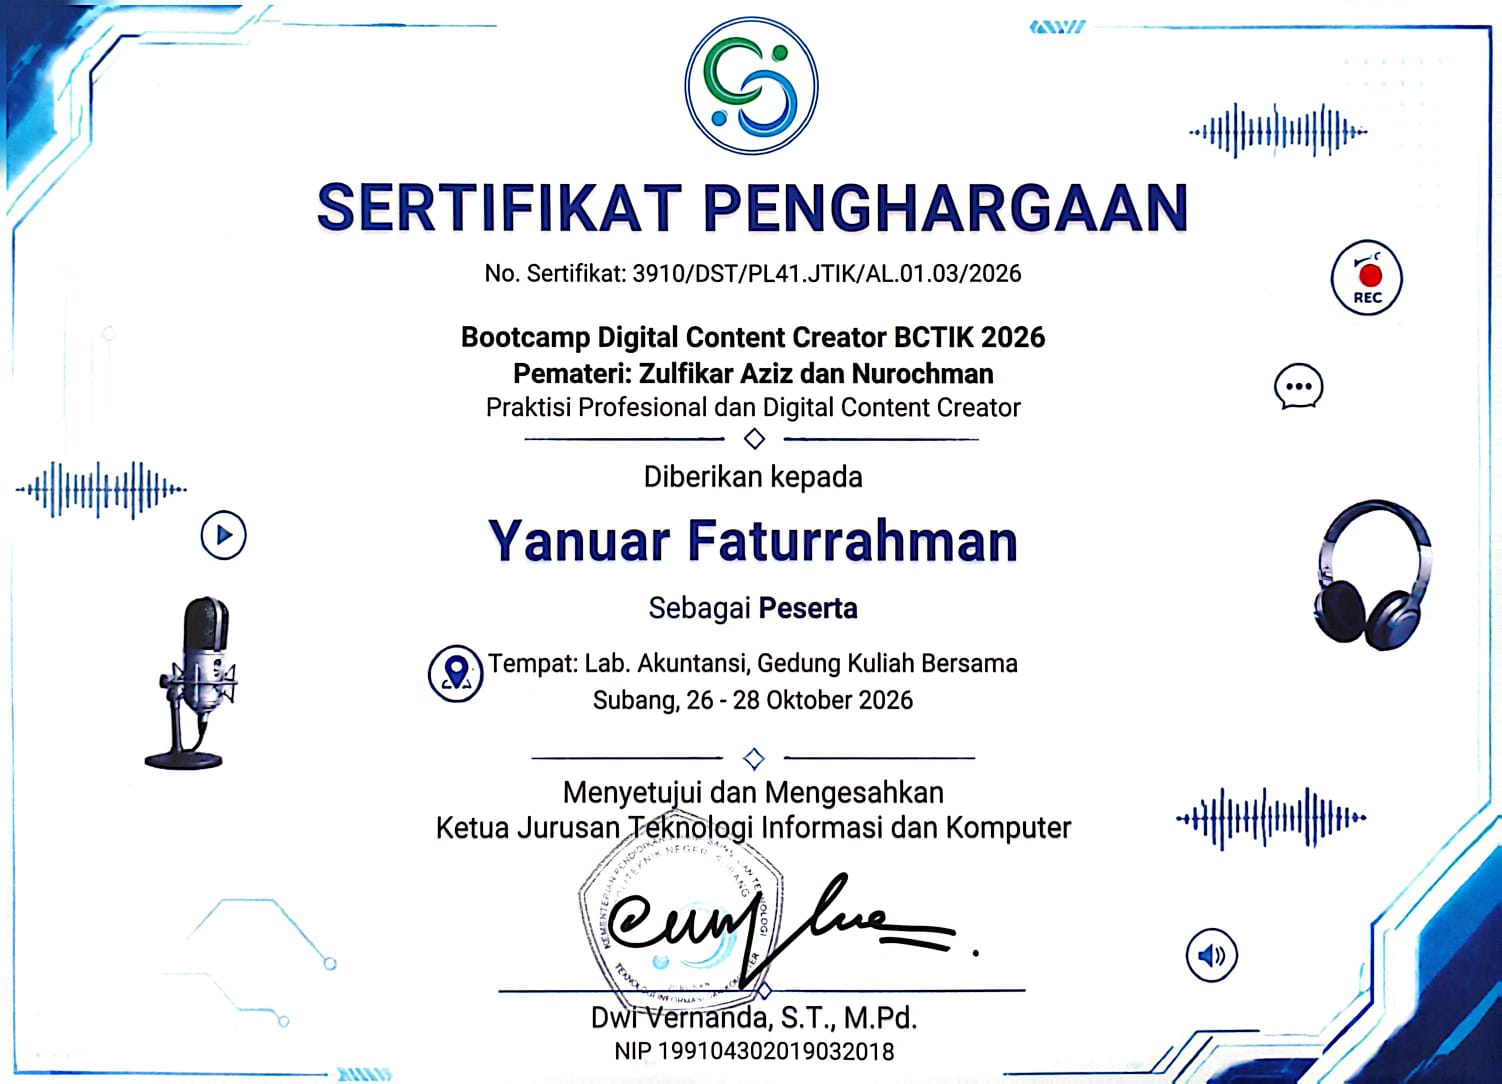 SERTIFIKAT PENGHARGAAN
No. Sertifikat: 3910/DST/PL41.JTIK/AL.01.03/2026
Bootcamp Digital Content Creator BCTIK 2026
Pemateri: Zulfikar Aziz dan Nurochman
Praktisi Profesional dan Digital Content Creator
REC
Diberikan kepada
Yanuar Faturrahman
Sebagai Peserta
Tempat: Lab. Akuntansi, Gedung Kuliah Bersama
Subang, 26 - 28 Oktober 2026
Menyetujui dan Mengesahkan
Ketua Jurusan Teknologi Informasi dan Komputer
Dwi Vernanda, S.T., M.Pd.
NIP 199104302019032018